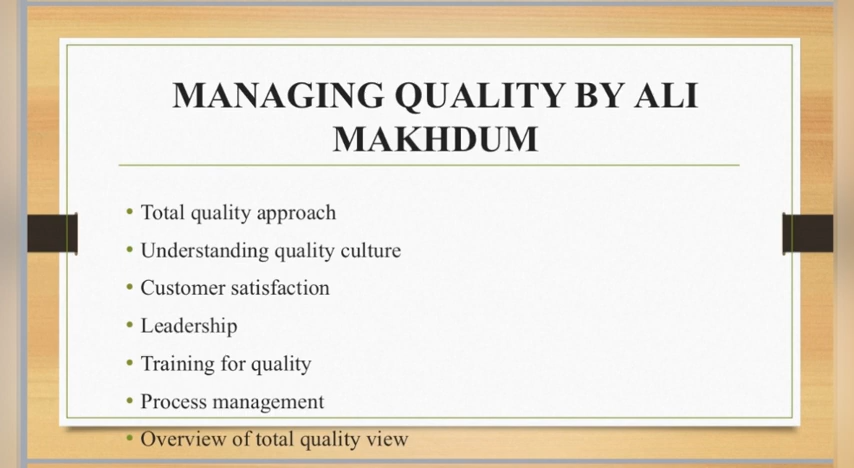 MANAGING QUALITY BY ALI
MAKHDUM
• Total quality approach
• Understanding quality culture
• Customer satisfaction
• Leadership
• Training for quality
• Process management
• Overview of total quality view